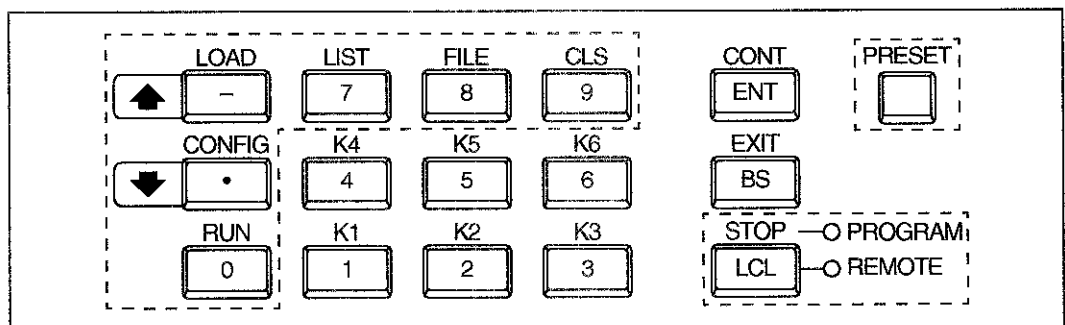 LOAD LIST FILE CLS CONT PRESET
– 7 8 9 ENT
CONFIG K4 K5 K6 EXIT
• 4 5 6 BS
RUN K1 K2 K3 STOP PROGRAM
0 1 2 3 LCL REMOTE